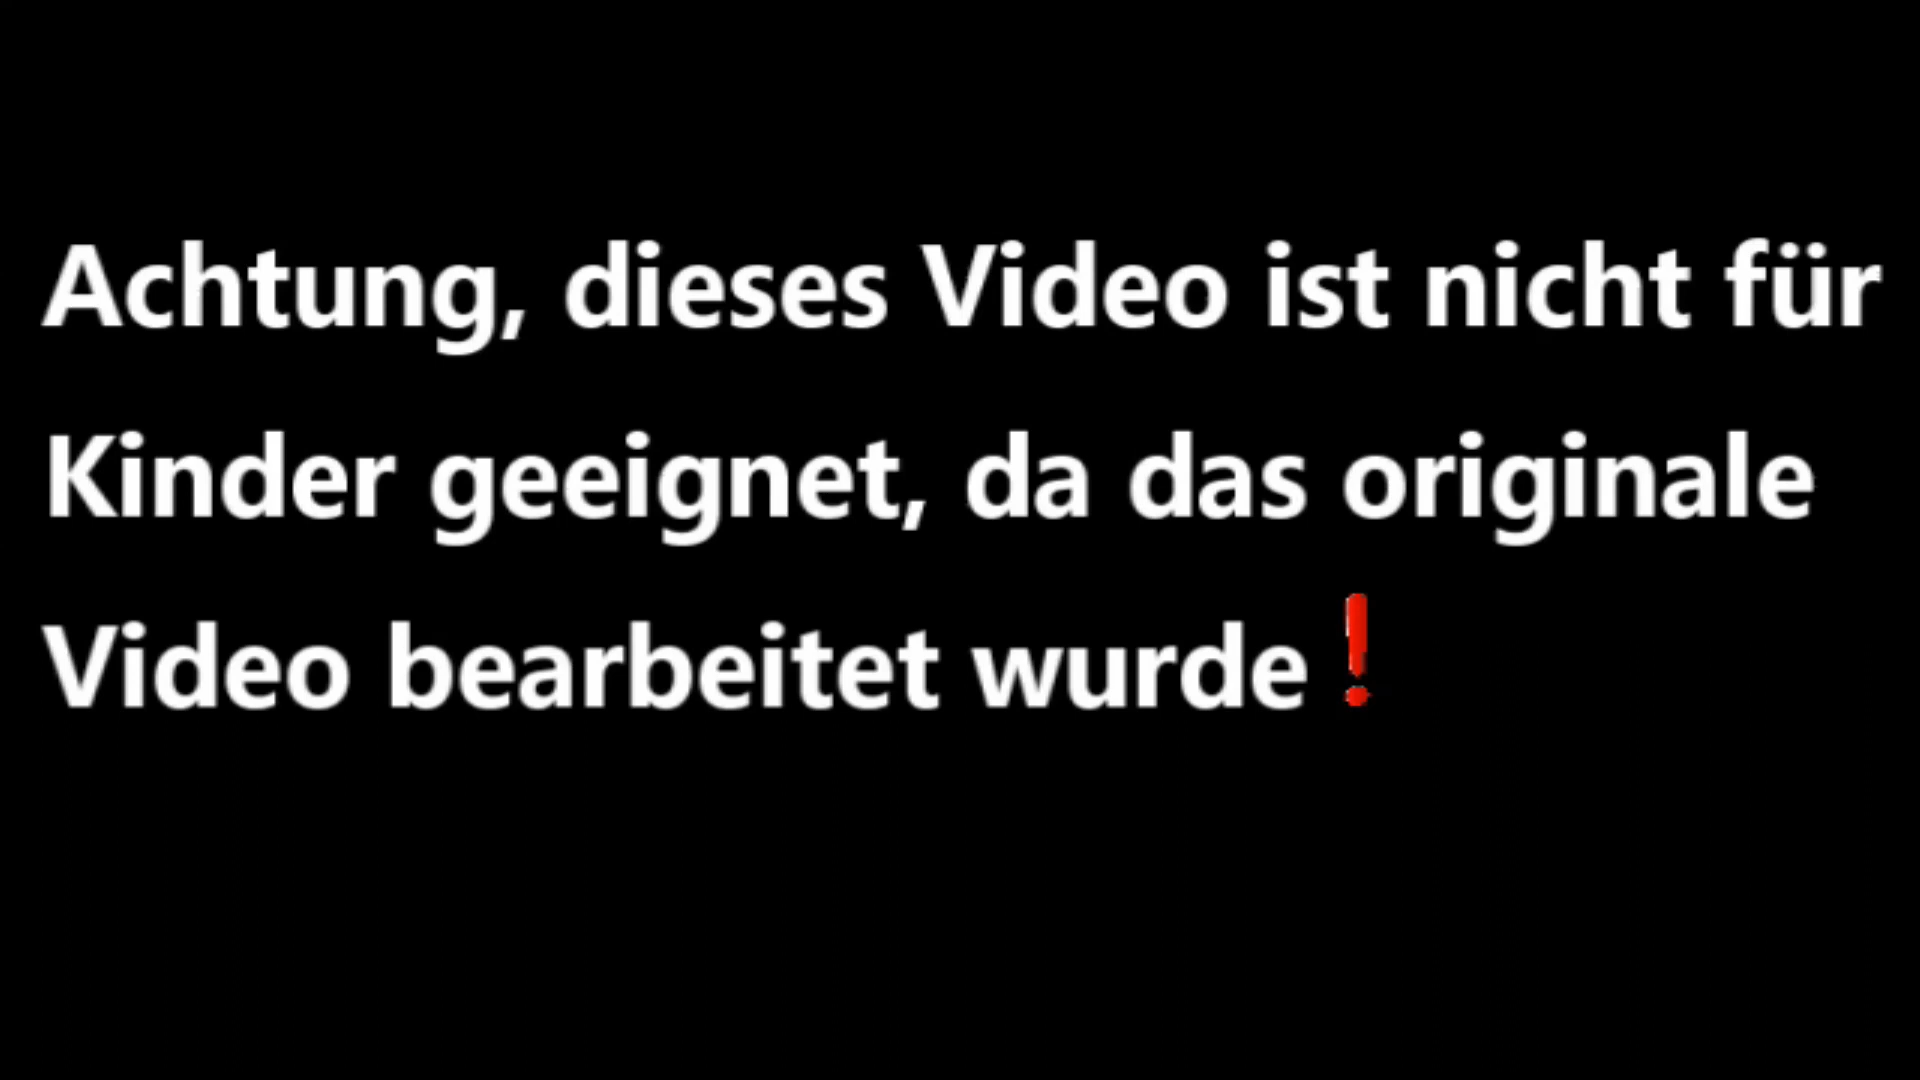 Achtung, dieses Video ist nicht für
Kinder geeignet, da das originale
Video bearbeitet wurde❗